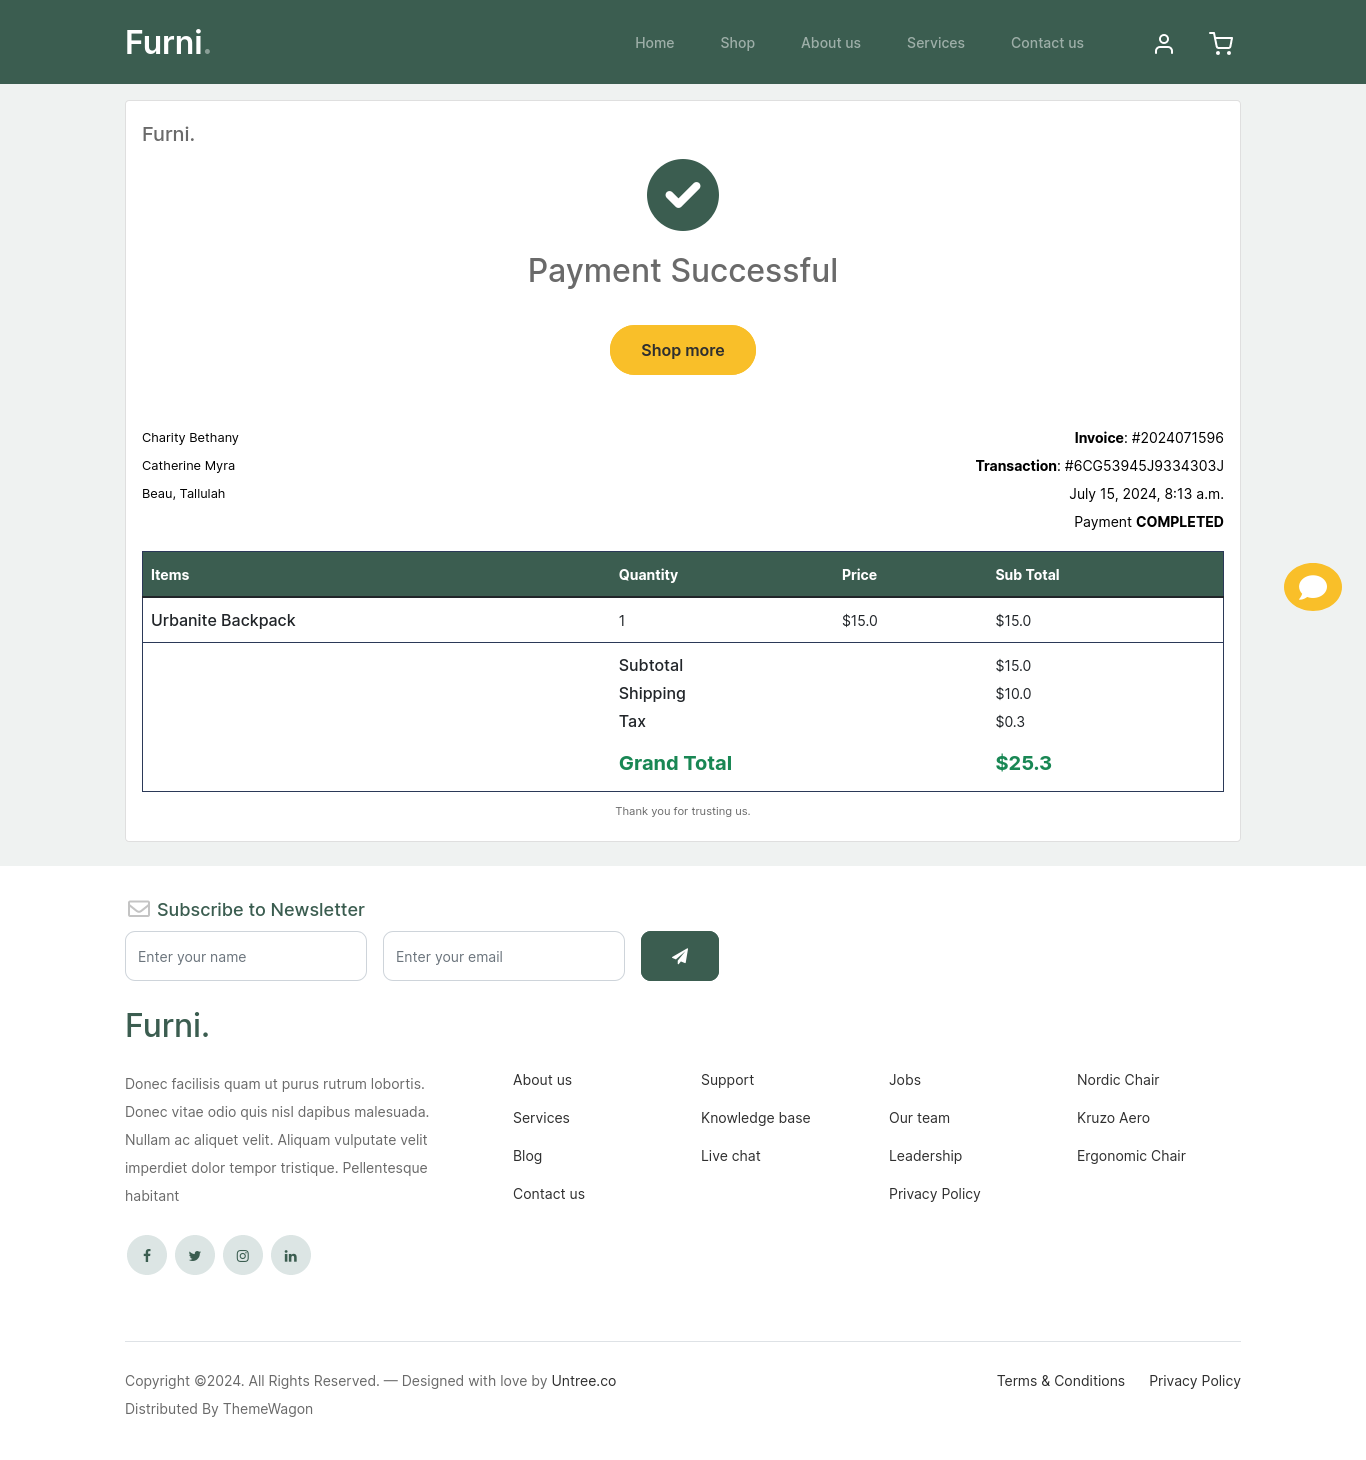 Furni.
Home Shop About us Services Contact us
Furni.
Payment Successful
Shop more
Charity Bethany
Catherine Myra
Beau, Tallulah
Invoice: #2024071596
Transaction: #6CG53945J9334303J
July 15, 2024, 8:13 a.m.
Payment COMPLETED
Items Quantity Price Sub Total
Urbanite Backpack 1 $15.0 $15.0
Subtotal $15.0
Shipping $10.0
Tax $0.3
Grand Total $25.3
Thank you for trusting us.
Subscribe to Newsletter
Enter your name
Enter your email
Furni.
Donec facilisis quam ut purus rutrum lobortis.
Donec vitae odio quis nisl dapibus malesuada.
Nullam ac aliquet velit. Aliquam vulputate velit
imperdiet dolor tempor tristique. Pellentesque
habitant
About us
Services
Blog
Contact us
Support
Knowledge base
Live chat
Jobs
Our team
Leadership
Privacy Policy
Nordic Chair
Kruzo Aero
Ergonomic Chair
Copyright ©2024. All Rights Reserved. — Designed with love by Untree.co
Distributed By ThemeWagon
Terms & Conditions Privacy Policy